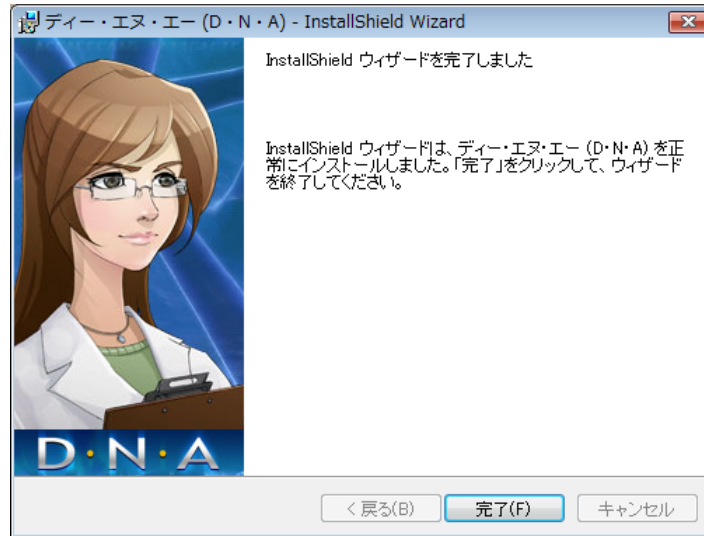 ディー・エヌ・エー (D・N・A) - InstallShield Wizard
InstallShield ウィザードを完了しました
InstallShield ウィザードは、ディー・エヌ・エー (D・N・A) を正
常にインストールしました。「完了」をクリックして、ウィザード
を終了してください。
D・N・A
< 戻る(B)
完了(F)
キャンセル